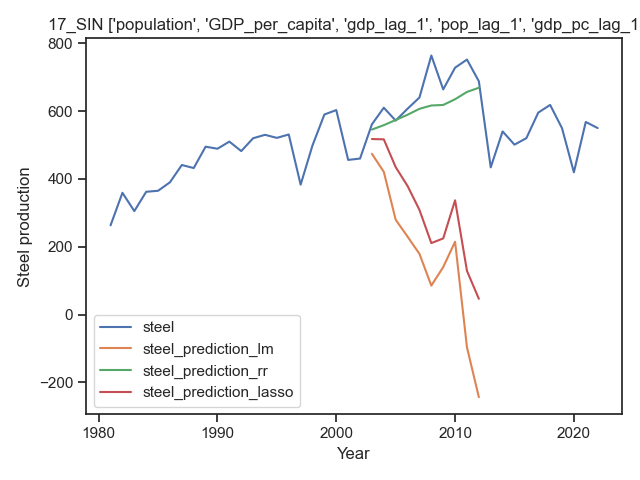 17_SIN ['population', 'GDP_per_capita', 'gdp_lag_1', 'pop_lag_1', 'gdp_pc_lag_1
800
600
400
200
0
−200
Steel production
steel
steel_prediction_lm
steel_prediction_rr
steel_prediction_lasso
1980
1990
2000
2010
2020
Year